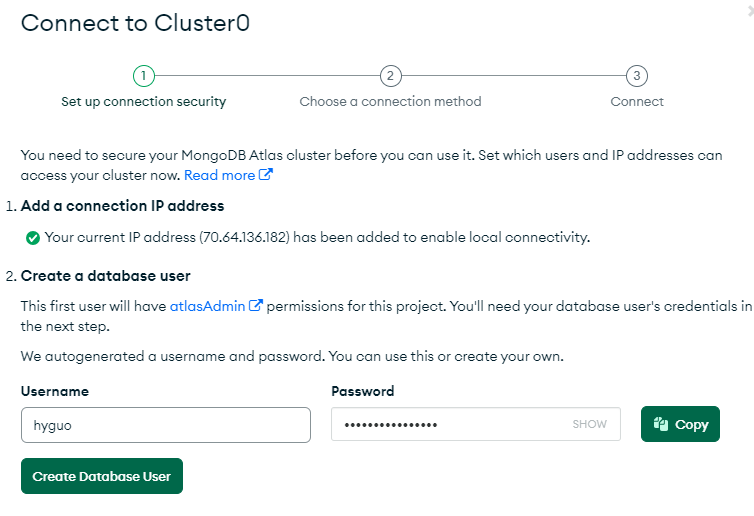 Connect to Cluster0
1
2
3
Set up connection security
Choose a connection method
Connect
You need to secure your MongoDB Atlas cluster before you can use it. Set which users and IP addresses can
access your cluster now. Read more
1. Add a connection IP address
Your current IP address (70.64.136.182) has been added to enable local connectivity.
2. Create a database user
This first user will have atlasAdmin permissions for this project. You'll need your database user's credentials in
the next step.
We autogenerated a username and password. You can use this or create your own.
Username
Password
hyguo
•••••••••••••••• SHOW
Copy
Create Database User